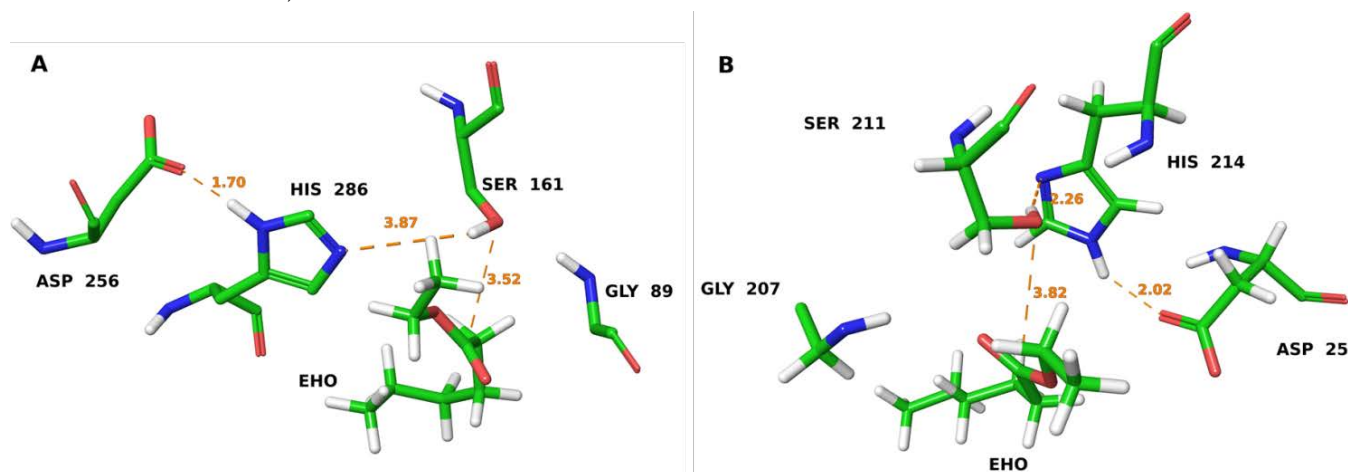 A
ASP 256
1.70
HIS 286
3.87
SER 161
3.52
GLY 89
EHO
B
SER 211
HIS 214
2.26
GLY 207
3.82
2.02
ASP 25
EHO